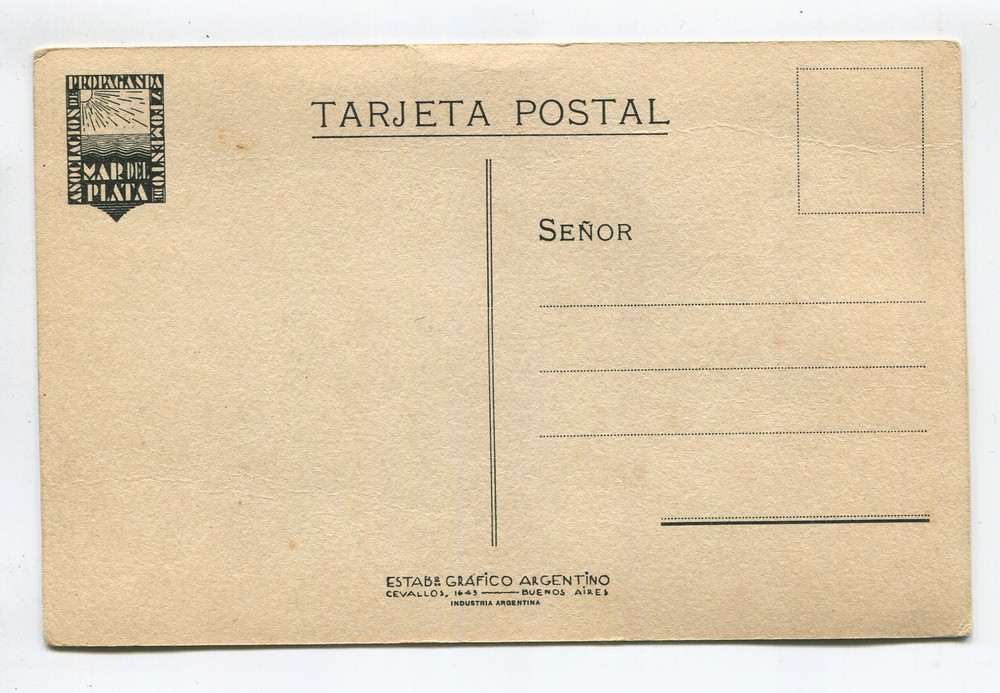 ASOCIACION DE PROPAGANDA Y FOMENTO DE
MAR DEL
PLATA
TARJETA POSTAL
SEÑOR
ESTABº GRÁFICO ARGENTINO
CEVALLOS, 1643 — BUENOS AIRES
INDUSTRIA ARGENTINA